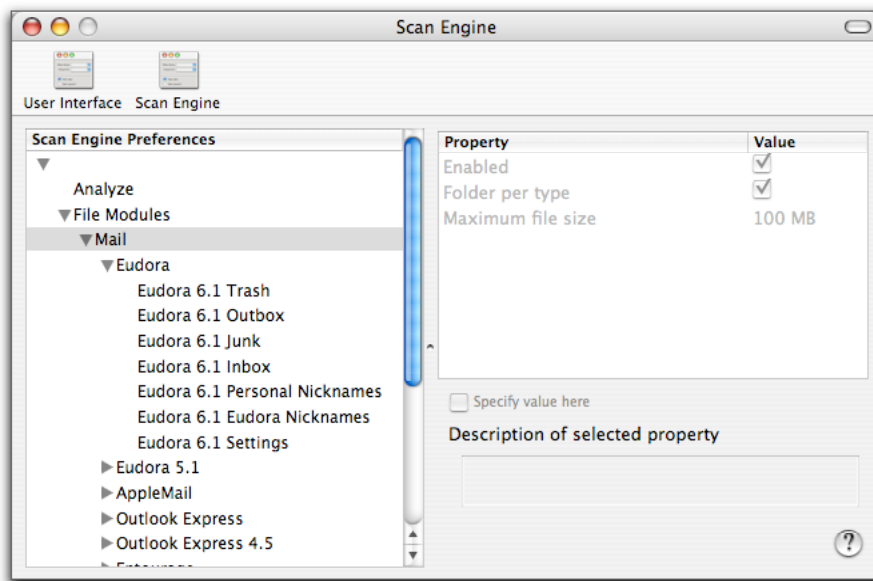 Scan Engine
User Interface Scan Engine
Scan Engine Preferences
Analyze
File Modules
Mail
Eudora
Eudora 6.1 Trash
Eudora 6.1 Outbox
Eudora 6.1 Junk
Eudora 6.1 Inbox
Eudora 6.1 Personal Nicknames
Eudora 6.1 Eudora Nicknames
Eudora 6.1 Settings
Eudora 5.1
AppleMail
Outlook Express
Outlook Express 4.5
Property Value
Enabled
Folder per type
Maximum file size 100 MB
Specify value here
Description of selected property
?